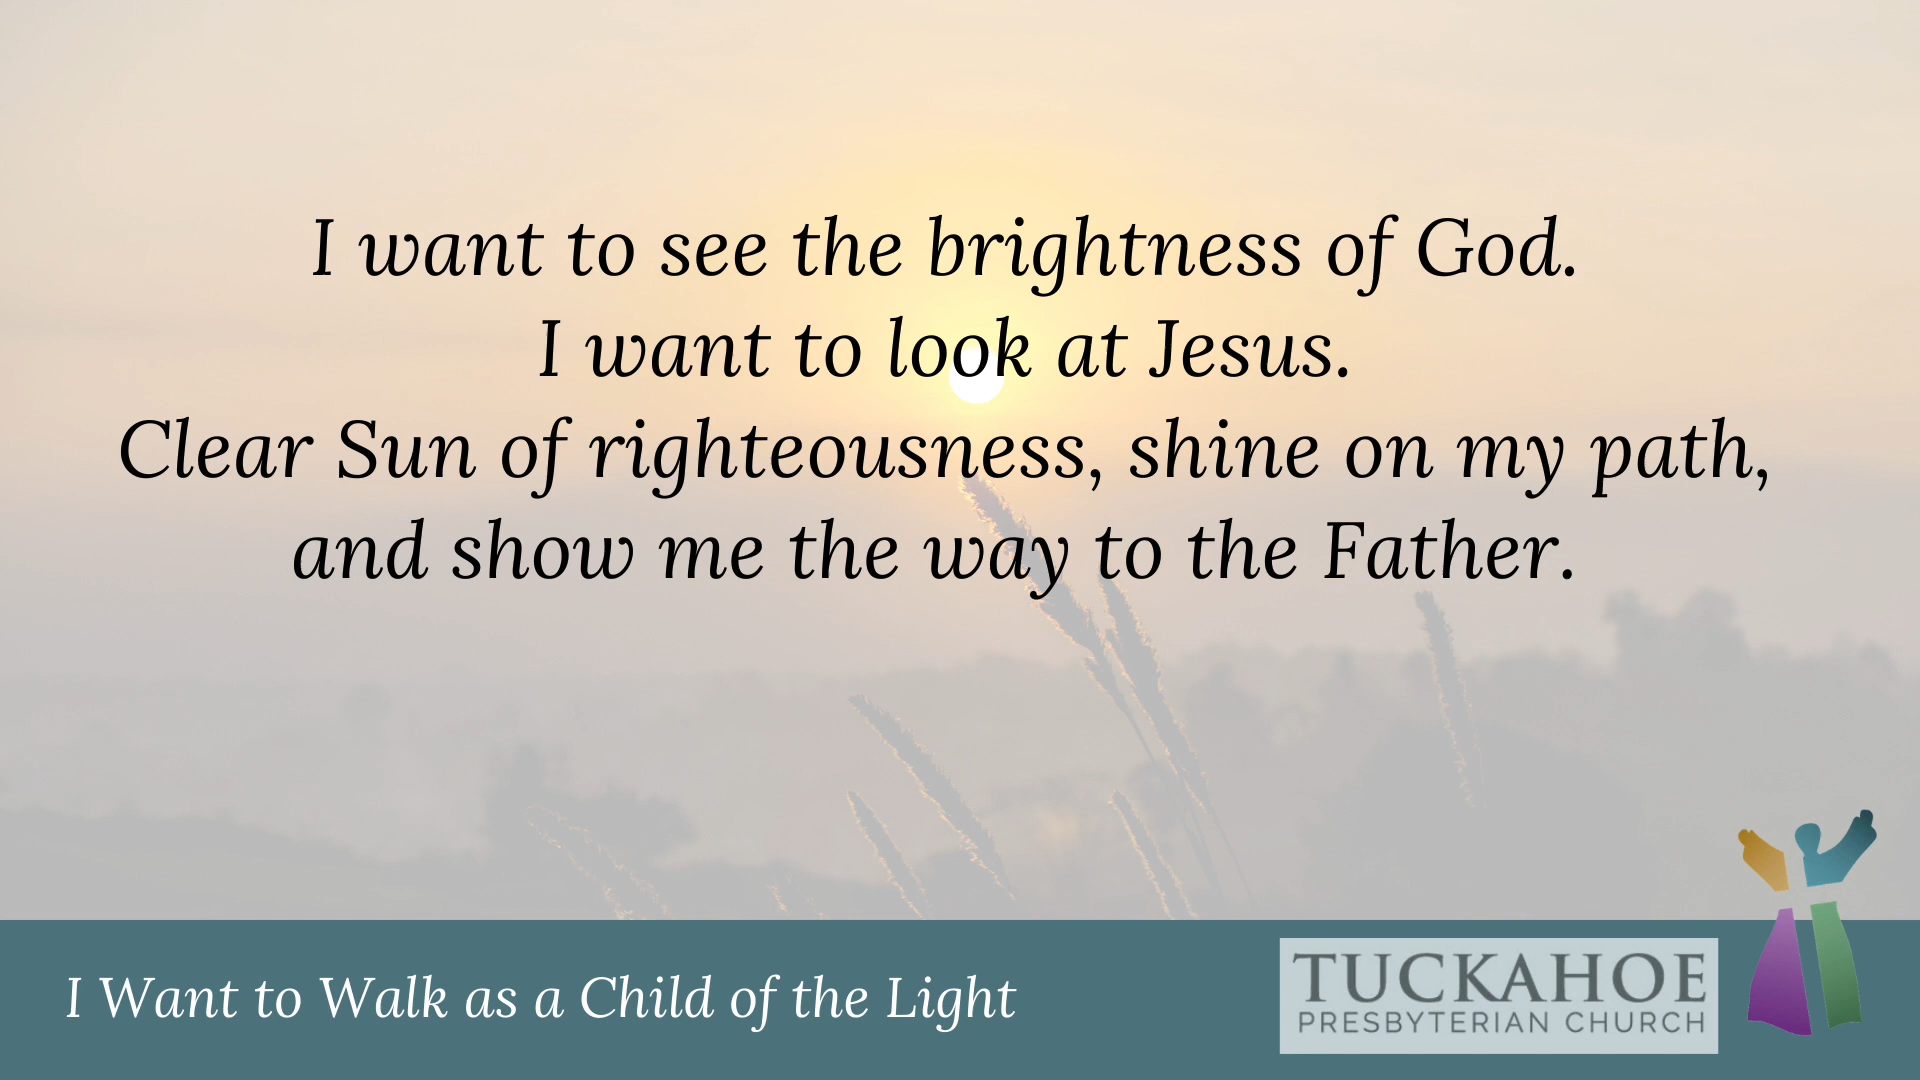 I want to see the brightness of God.
I want to look at Jesus.
Clear Sun of righteousness, shine on my path,
and show me the way to the Father.
I Want to Walk as a Child of the Light
TUCKAHOE
PRESBYTERIAN CHURCH